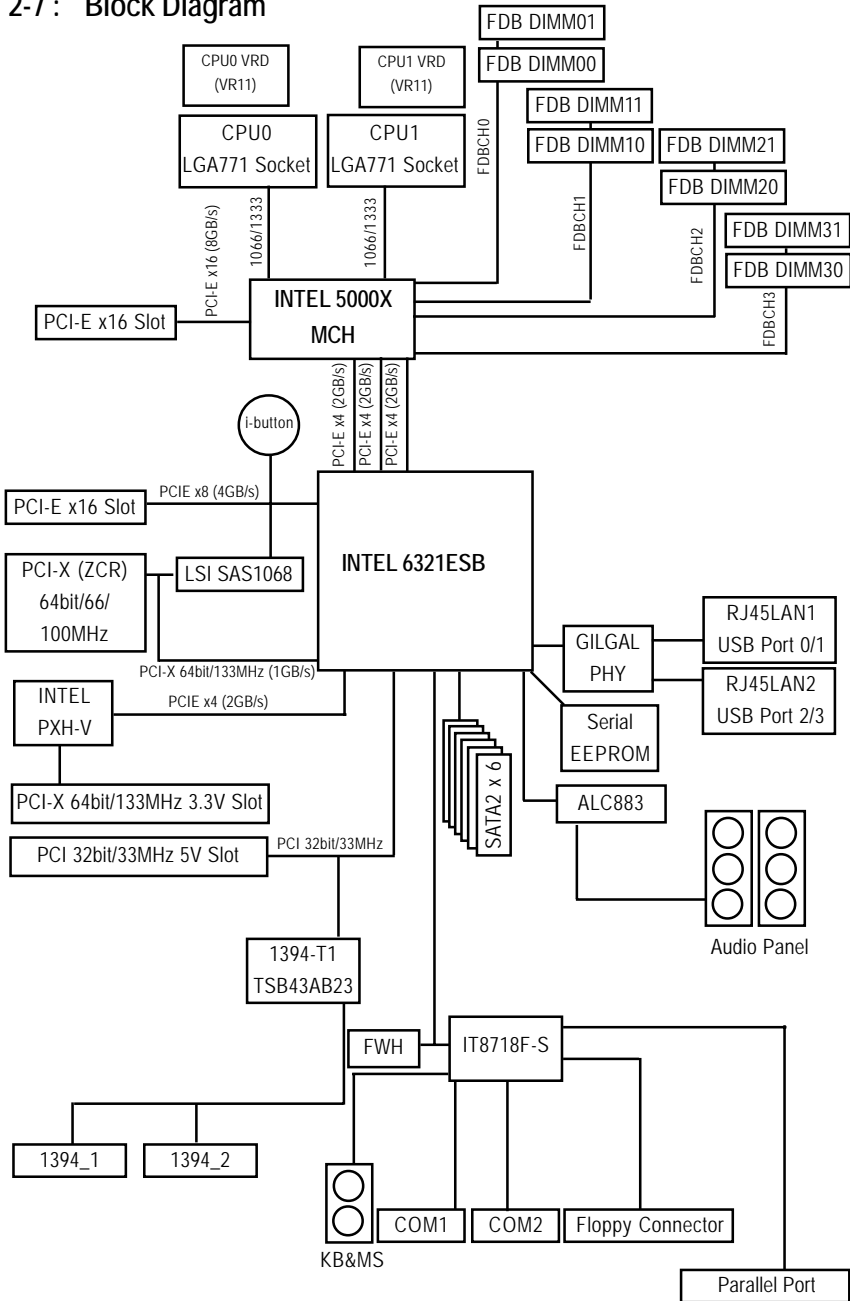 2-7 : Block Diagram
FDB DIMM01
CPU0 VRD
(VR11)
CPU1 VRD
(VR11)
FDB DIMM00
FDB DIMM11
CPU0
LGA771 Socket
CPU1
LGA771 Socket
FDBCH0
FDB DIMM10
FDB DIMM21
FDB DIMM20
FDBCH1
FDBCH2
FDB DIMM31
FDB DIMM30
FDBCH3
PCI-E x16 (8GB/s)
1066/1333
1066/1333
INTEL 5000X
MCH
PCI-E x16 Slot
PCI-E x4 (2GB/s)
PCI-E x4 (2GB/s)
PCI-E x4 (2GB/s)
i-button
PCI-E x16 Slot
PCIE x8 (4GB/s)
INTEL 6321ESB
PCI-X (ZCR)
64bit/66/
100MHz
LSI SAS1068
PCI-X 64bit/133MHz (1GB/s)
GILGAL
PHY
RJ45LAN1
USB Port 0/1
RJ45LAN2
USB Port 2/3
INTEL
PXH-V
PCIE x4 (2GB/s)
Serial
EEPROM
SATA2 x 6
PCI-X 64bit/133MHz 3.3V Slot
ALC883
PCI 32bit/33MHz 5V Slot
PCI 32bit/33MHz
Audio Panel
1394-T1
TSB43AB23
FWH
IT8718F-S
1394_1
1394_2
KB&MS
COM1
COM2
Floppy Connector
Parallel Port